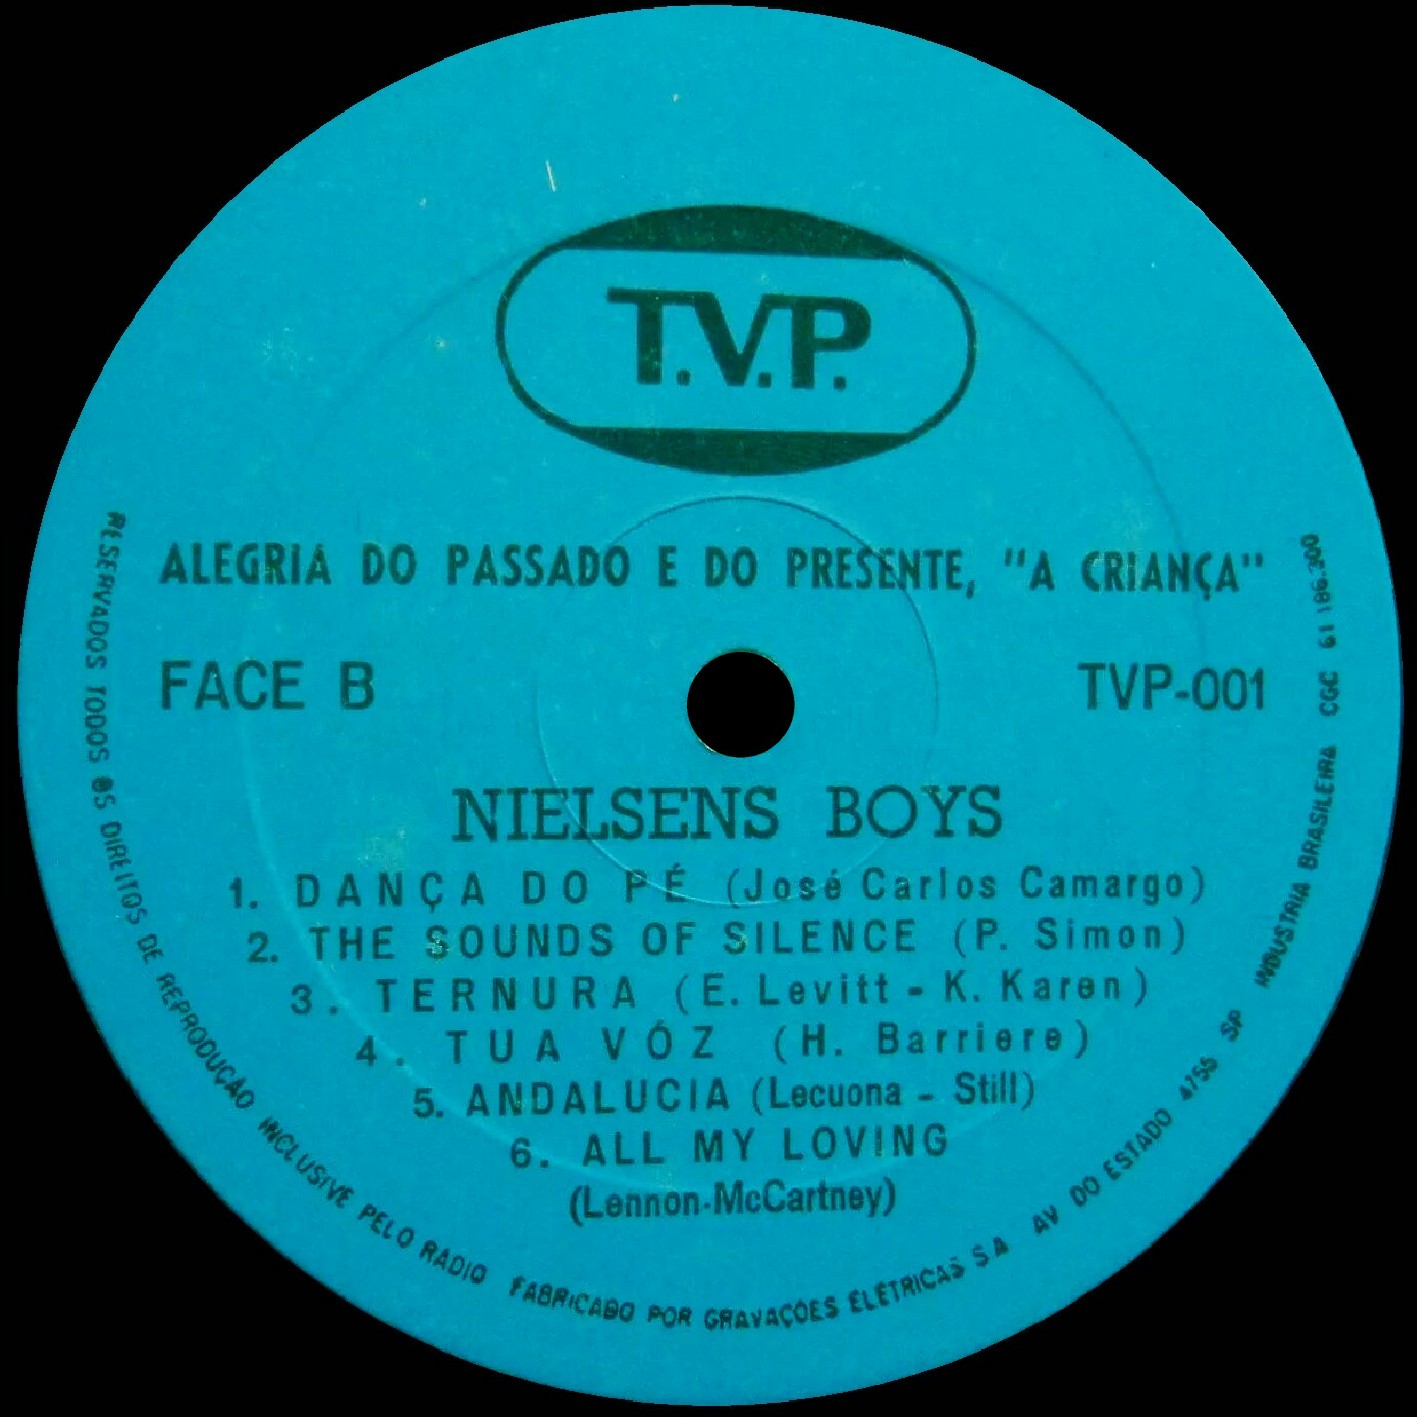 T.V.P.
ALEGRIA DO PASSADO E DO PRESENTE, "A CRIANÇA"
FACE B
TVP-001
NIELSENS BOYS
1. DANÇA DO PÉ (José Carlos Camargo)
2. THE SOUNDS OF SILENCE (P. Simon)
3. TERNURA (E. Levitt - K. Karen)
4. TUA VÓZ (H. Barriere)
5. ANDALUCIA (Lecuona - Still)
6. ALL MY LOVING
(Lennon-McCartney)
RESERVADOS TODOS OS DIREITOS DE REPRODUÇÃO INCLUSIVE PELO RADIO FABRICADO POR GRAVAÇÕES ELÉTRICAS S A AV DO ESTADO 4755 SP INDUSTRIA BRASILEIRA CGC 61 186.300